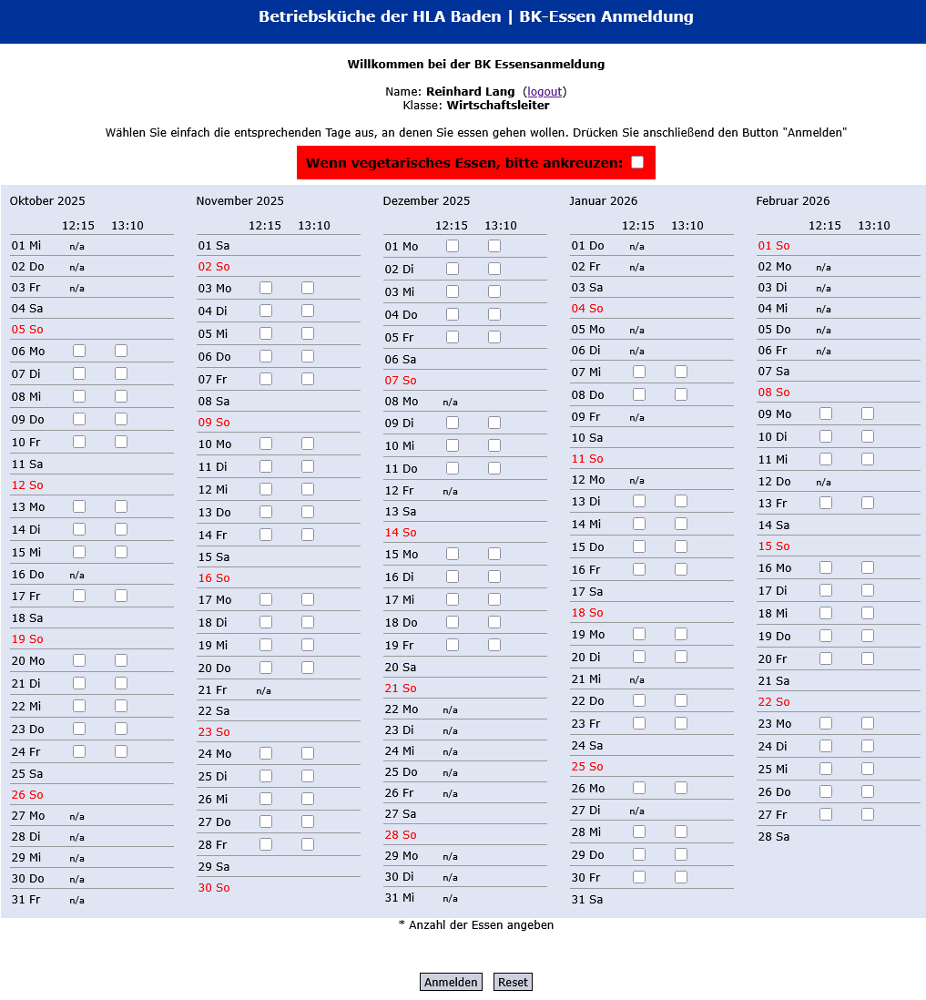 Betriebsküche der HLA Baden | BK-Essen Anmeldung
Willkommen bei der BK Essensanmeldung
Name: Reinhard Lang (logout)
Klasse: Wirtschaftsleiter
Wählen Sie einfach die entsprechenden Tage aus, an denen Sie essen gehen wollen. Drücken Sie anschließend den Button "Anmelden"
Wenn vegetarisches Essen, bitte ankreuzen:
Oktober 2025
12:15 13:10
01 Mi n/a
02 Do n/a
03 Fr n/a
04 Sa
05 So
06 Mo
07 Di
08 Mi
09 Do
10 Fr
11 Sa
12 So
13 Mo
14 Di
15 Mi
16 Do n/a
17 Fr
18 Sa
19 So
20 Mo
21 Di
22 Mi
23 Do
24 Fr
25 Sa
26 So
27 Mo n/a
28 Di n/a
29 Mi n/a
30 Do n/a
31 Fr n/a
November 2025
12:15 13:10
01 Sa
02 So
03 Mo
04 Di
05 Mi
06 Do
07 Fr
08 Sa
09 So
10 Mo
11 Di
12 Mi
13 Do
14 Fr
15 Sa
16 So
17 Mo
18 Di
19 Mi
20 Do
21 Fr n/a
22 Sa
23 So
24 Mo
25 Di
26 Mi
27 Do
28 Fr
29 Sa
30 So
Dezember 2025
12:15 13:10
01 Mo
02 Di
03 Mi
04 Do
05 Fr
06 Sa
07 So
08 Mo n/a
09 Di
10 Mi
11 Do
12 Fr n/a
13 Sa
14 So
15 Mo
16 Di
17 Mi
18 Do
19 Fr
20 Sa
21 So
22 Mo n/a
23 Di n/a
24 Mi n/a
25 Do n/a
26 Fr n/a
27 Sa
28 So
29 Mo n/a
30 Di n/a
31 Mi n/a
Januar 2026
12:15 13:10
01 Do n/a
02 Fr n/a
03 Sa
04 So
05 Mo n/a
06 Di n/a
07 Mi
08 Do
09 Fr n/a
10 Sa
11 So
12 Mo n/a
13 Di
14 Mi
15 Do
16 Fr
17 Sa
18 So
19 Mo
20 Di
21 Mi n/a
22 Do
23 Fr
24 Sa
25 So
26 Mo
27 Di n/a
28 Mi
29 Do
30 Fr
31 Sa
Februar 2026
12:15 13:10
01 So
02 Mo n/a
03 Di n/a
04 Mi n/a
05 Do n/a
06 Fr n/a
07 Sa
08 So
09 Mo
10 Di
11 Mi
12 Do n/a
13 Fr
14 Sa
15 So
16 Mo
17 Di
18 Mi
19 Do
20 Fr
21 Sa
22 So
23 Mo
24 Di
25 Mi
26 Do
27 Fr
28 Sa
* Anzahl der Essen angeben
Anmelden Reset